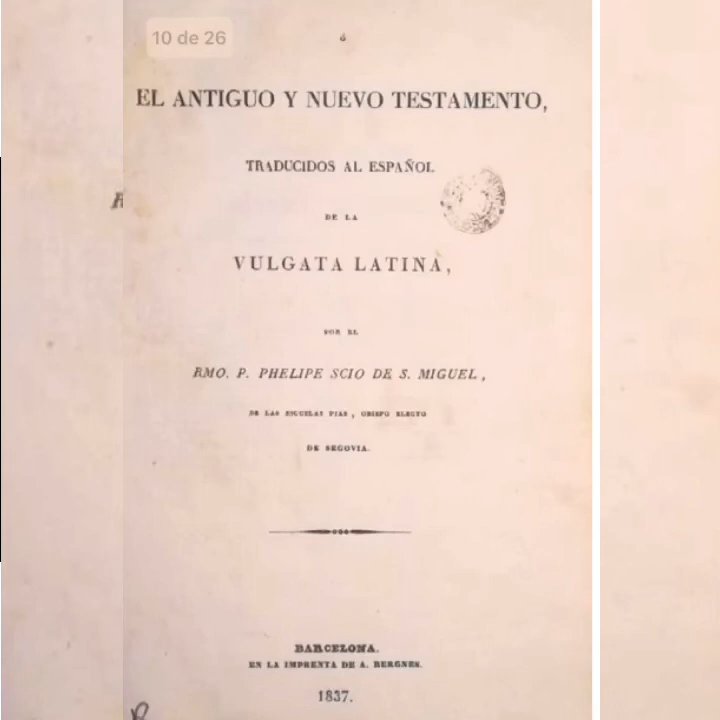 10 de 26
ó
EL ANTIGUO Y NUEVO TESTAMENTO,
TRADUCIDOS AL ESPAÑOL
DE LA
VULGATA LATINA,
POR EL
RMO. P. PHELIPE SCIO DE S. MIGUEL,
DE LAS ESCUELAS PIAS, OBISPO ELECTO
DE SEGOVIA.
BARCELONA.
EN LA IMPRENTA DE A. BERGNES.
1837.